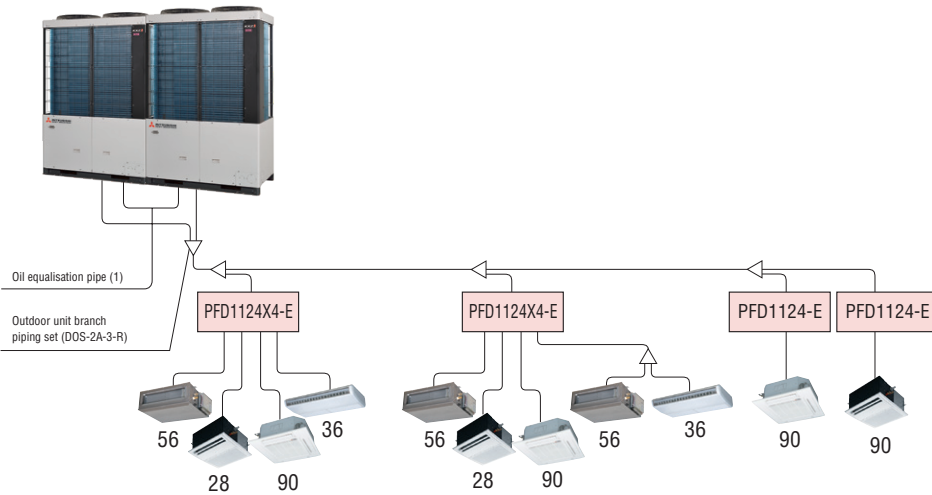 Oil equalisation pipe (1)
Outdoor unit branch
piping set (DOS-2A-3-R)
PFD1124X4-E
PFD1124X4-E
PFD1124-E
PFD1124-E
56
28
90
36
56
28
90
56
36
90
90